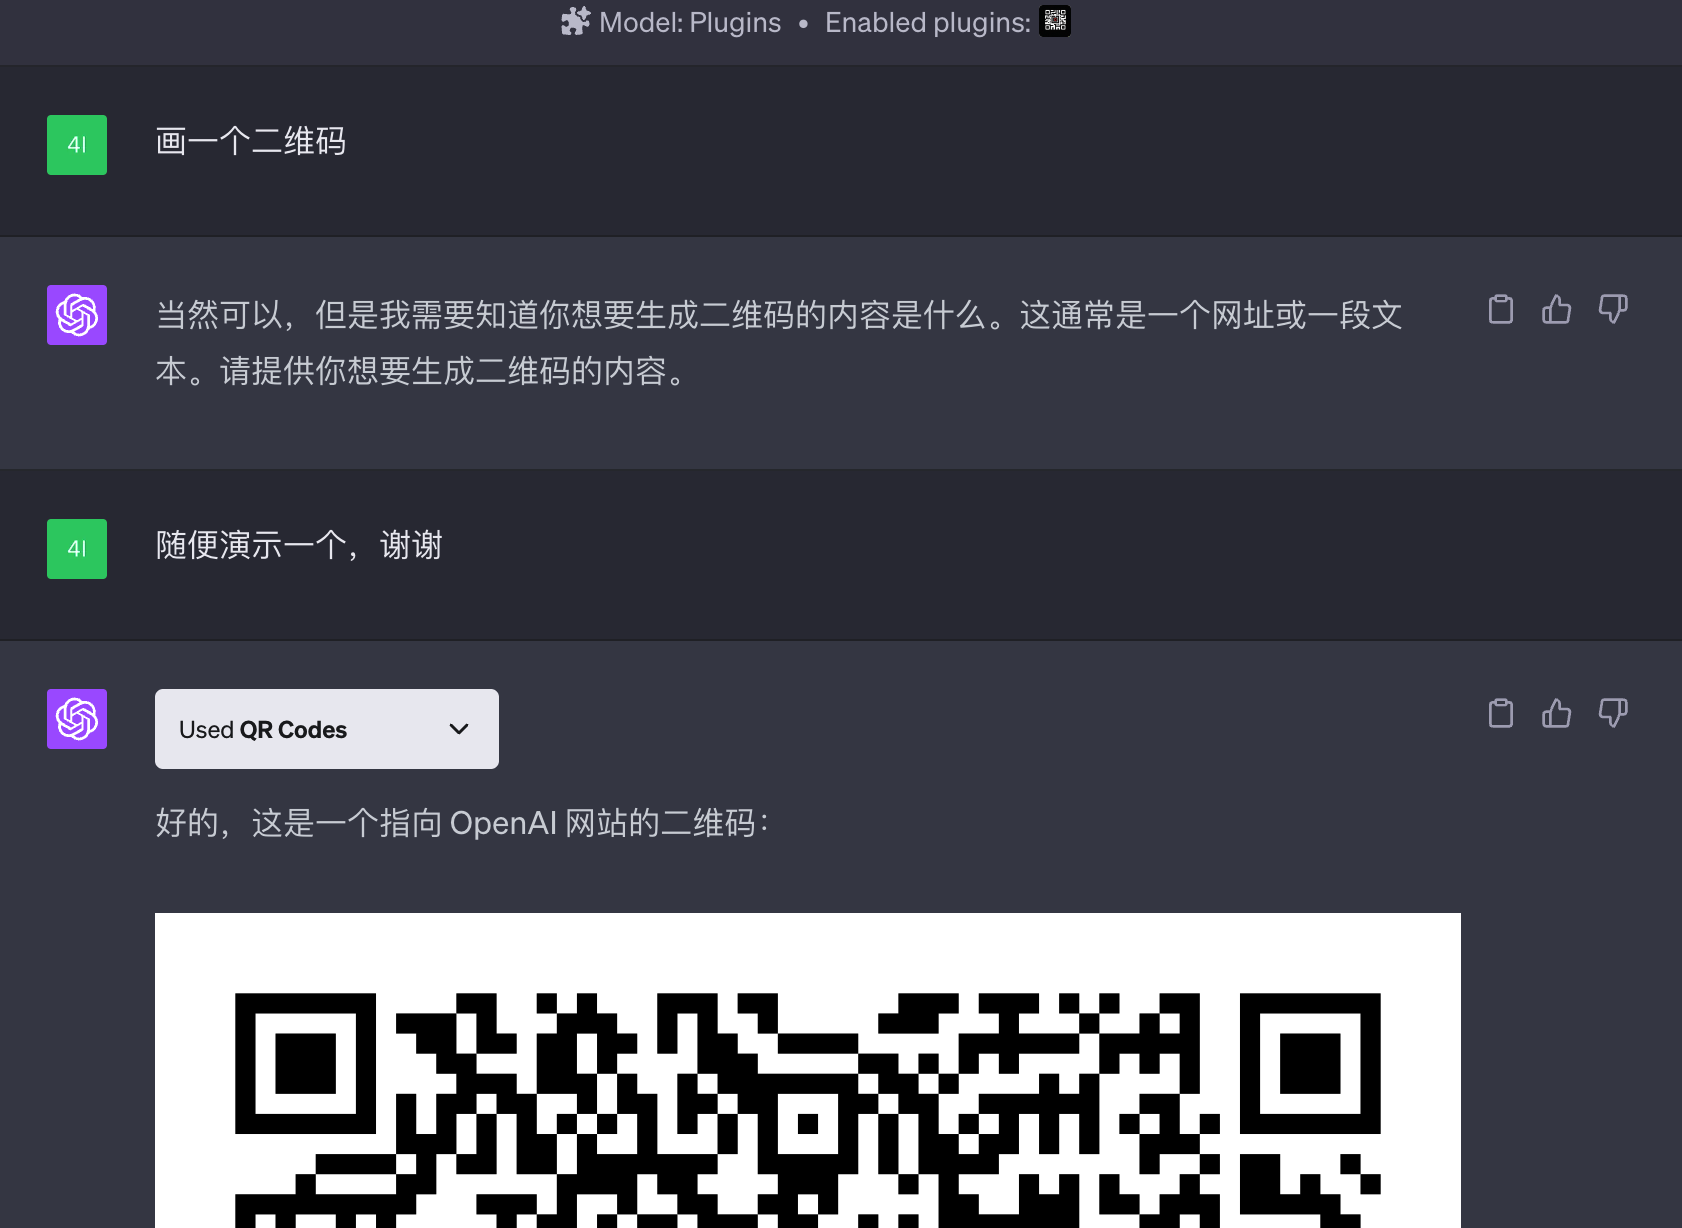 Model: Plugins • Enabled plugins:
4l
画一个二维码
当然可以，但是我需要知道你想要生成二维码的内容是什么。这通常是一个网址或一段文
本。请提供你想要生成二维码的内容。
4l
随便演示一个，谢谢
Used QR Codes
好的，这是一个指向 OpenAI 网站的二维码：